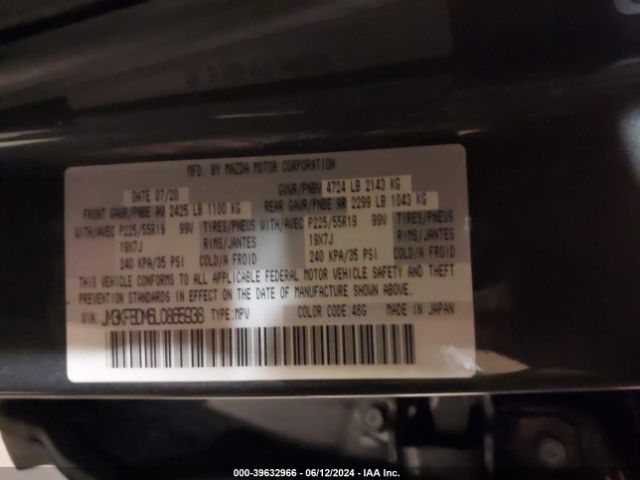 MFD. BY MAZDA MOTOR CORPORATION
DATE 07/20 GVWR/PNBV 4724 LB 2143 KG
FRONT GAWR/PNBE AV 2425 LB 1100 KG REAR GAWR/PNBE AR 2299 LB 1043 KG
WITH/AVEC P225/55R19 99V TIRES/PNEUS WITH/AVEC P225/55R19 99V TIRES/PNEUS
19X7J RIMS/JANTES 19X7J RIMS/JANTES
240 KPA/35 PSI COLD/A FROID 240 KPA/35 PSI COLD/A FROID
THIS VEHICLE CONFORMS TO ALL APPLICABLE FEDERAL MOTOR VEHICLE SAFETY AND THEFT
PREVENTION STANDARDS IN EFFECT ON THE DATE OF MANUFACTURE SHOWN ABOVE.
VIN: JM3KFBDM6L0855938 TYPE:MPV COLOR CODE:46G MADE IN JAPAN
000-39632966 - 06/12/2024 - IAA Inc.